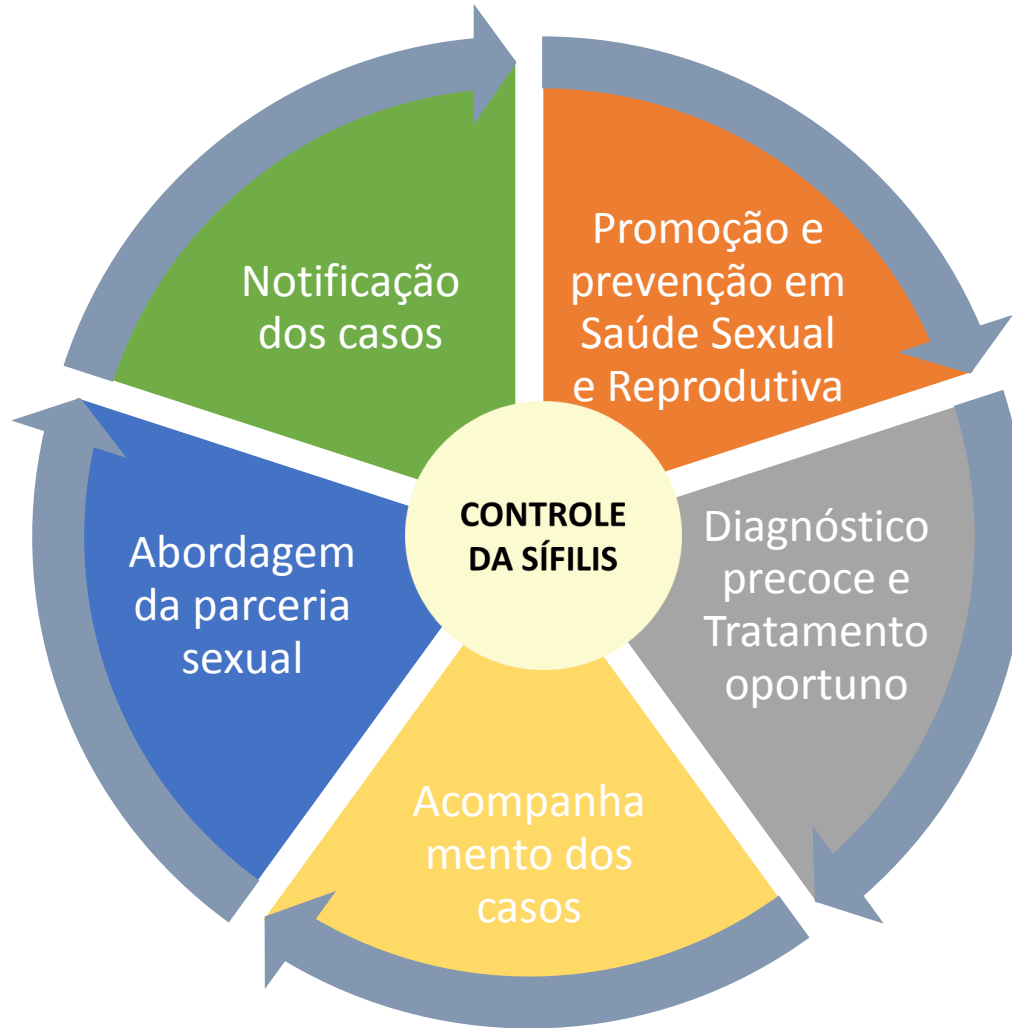 Promoção e
prevenção em
Saúde Sexual
e Reprodutiva
Diagnóstico
precoce e
Tratamento
oportuno
Acompanha
mento dos
casos
Abordagem
da parceria
sexual
Notificação
dos casos
CONTROLE
DA SÍFILIS